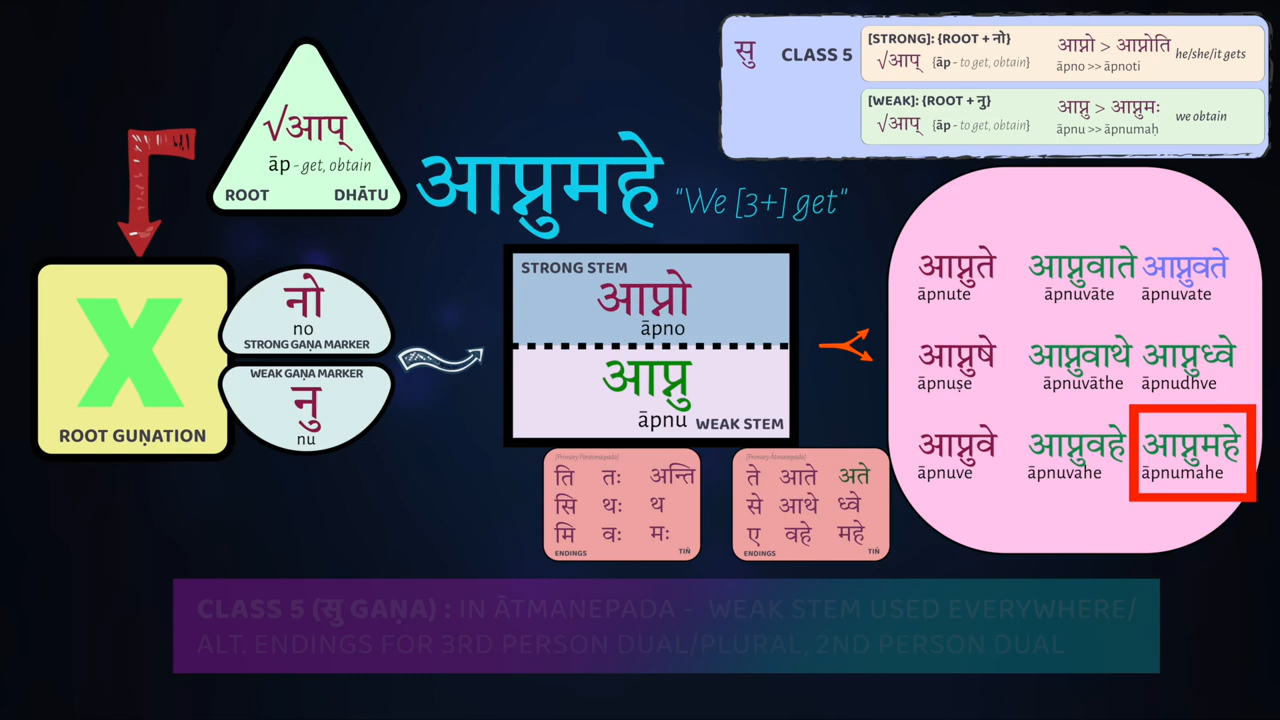 सु CLASS 5
[STRONG]: {ROOT + नो}
√आप् {āp - to get, obtain}
आप्नो > आप्नोति
āpno >> āpnoti
he/she/it gets
[WEAK]: {ROOT + नु}
√आप् {āp - to get, obtain}
आप्नु > आप्नुमः
āpnu >> āpnumaḥ
we obtain
√आप्
āp - get, obtain
ROOT DHĀTU
आप्नुमहे "We [3+] get"
X
ROOT GUṆATION
नो
no
STRONG GAṆA MARKER
WEAK GAṆA MARKER
नु
nu
STRONG STEM
आप्नो
āpno
आप्नु
āpnu WEAK STEM
आप्नुते आप्नुवाते आप्नुवते
āpnute āpnuvāte āpnuvate
आप्नुषे आप्नुवाथे आप्नुध्वे
āpnuṣe āpnuvāthe āpnudhve
आप्नुवे आप्नुवहे आप्नुमहे
āpnuve āpnuvahe āpnumahe
[Primary Parasmaipada]
ति तः अन्ति
सि थः थ
मि वः मः
ENDINGS TIṄ
[Primary Ātmanepada]
ते आते अते
से आथे ध्वे
ए वहे महे
ENDINGS TIṄ
CLASS 5 (सु GAṆA) : IN ĀTMANEPADA - WEAK STEM USED EVERYWHERE/
ALT. ENDINGS FOR 3RD PERSON DUAL/PLURAL, 2ND PERSON DUAL